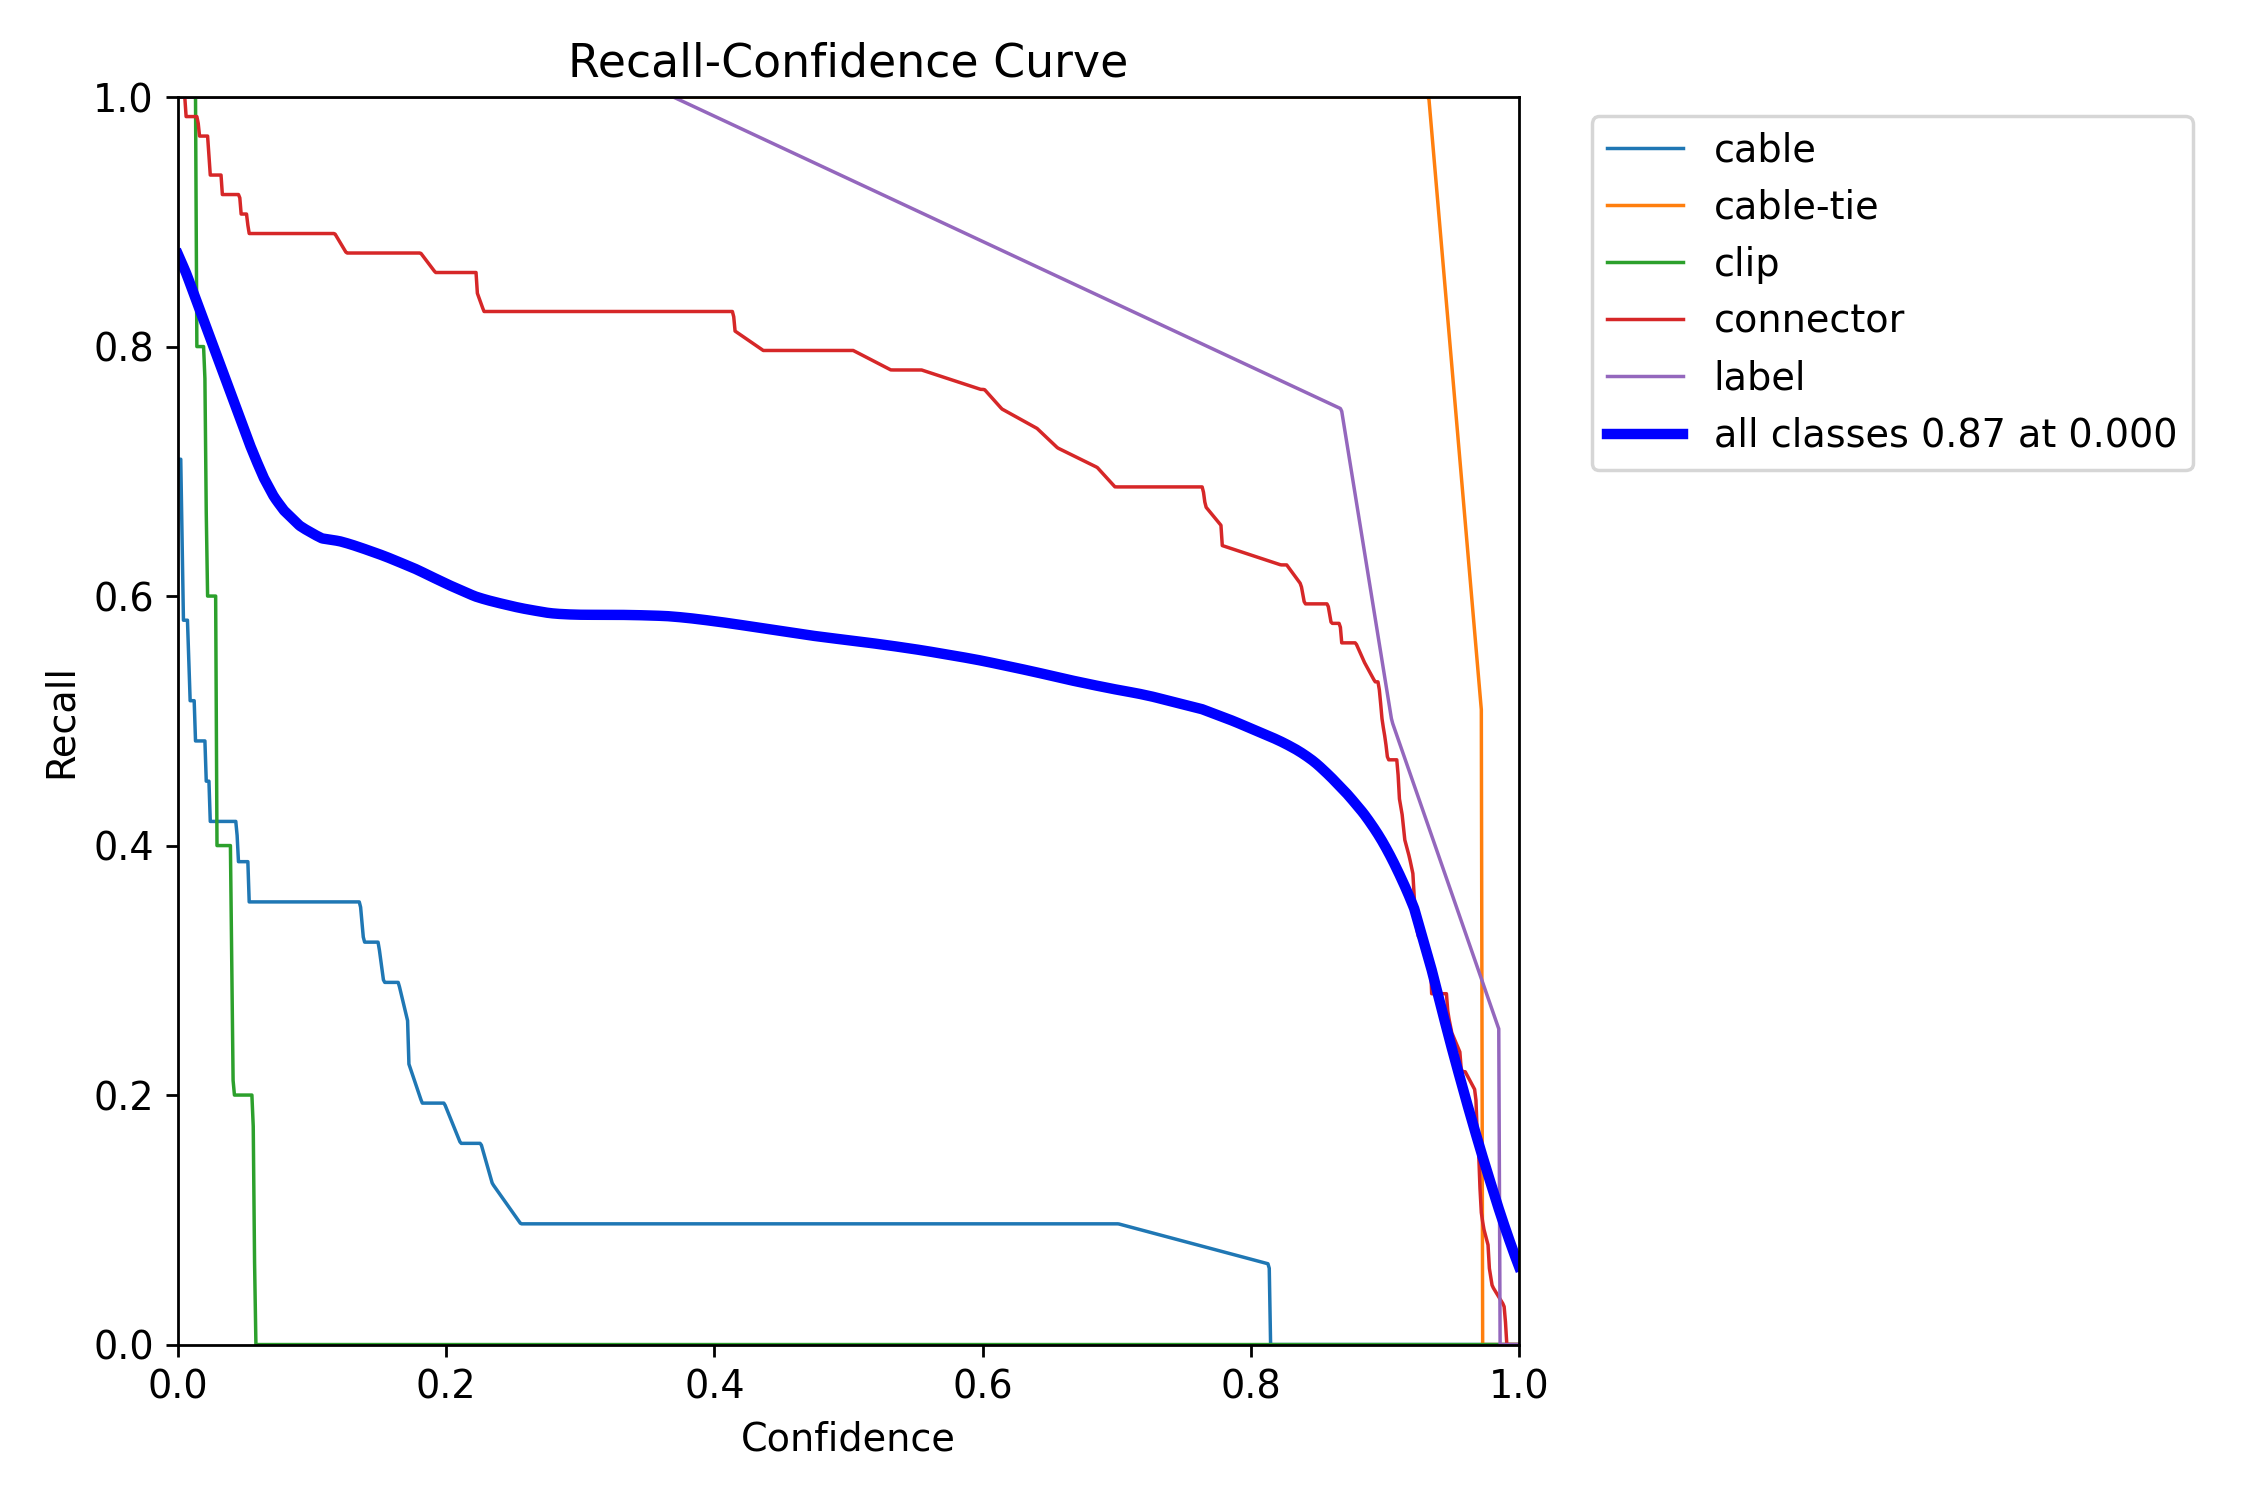 Recall-Confidence Curve
1.0
0.8
0.6
0.4
0.2
0.0
Recall
0.0 0.2 0.4 0.6 0.8 1.0
Confidence
cable
cable-tie
clip
connector
label
all classes 0.87 at 0.000